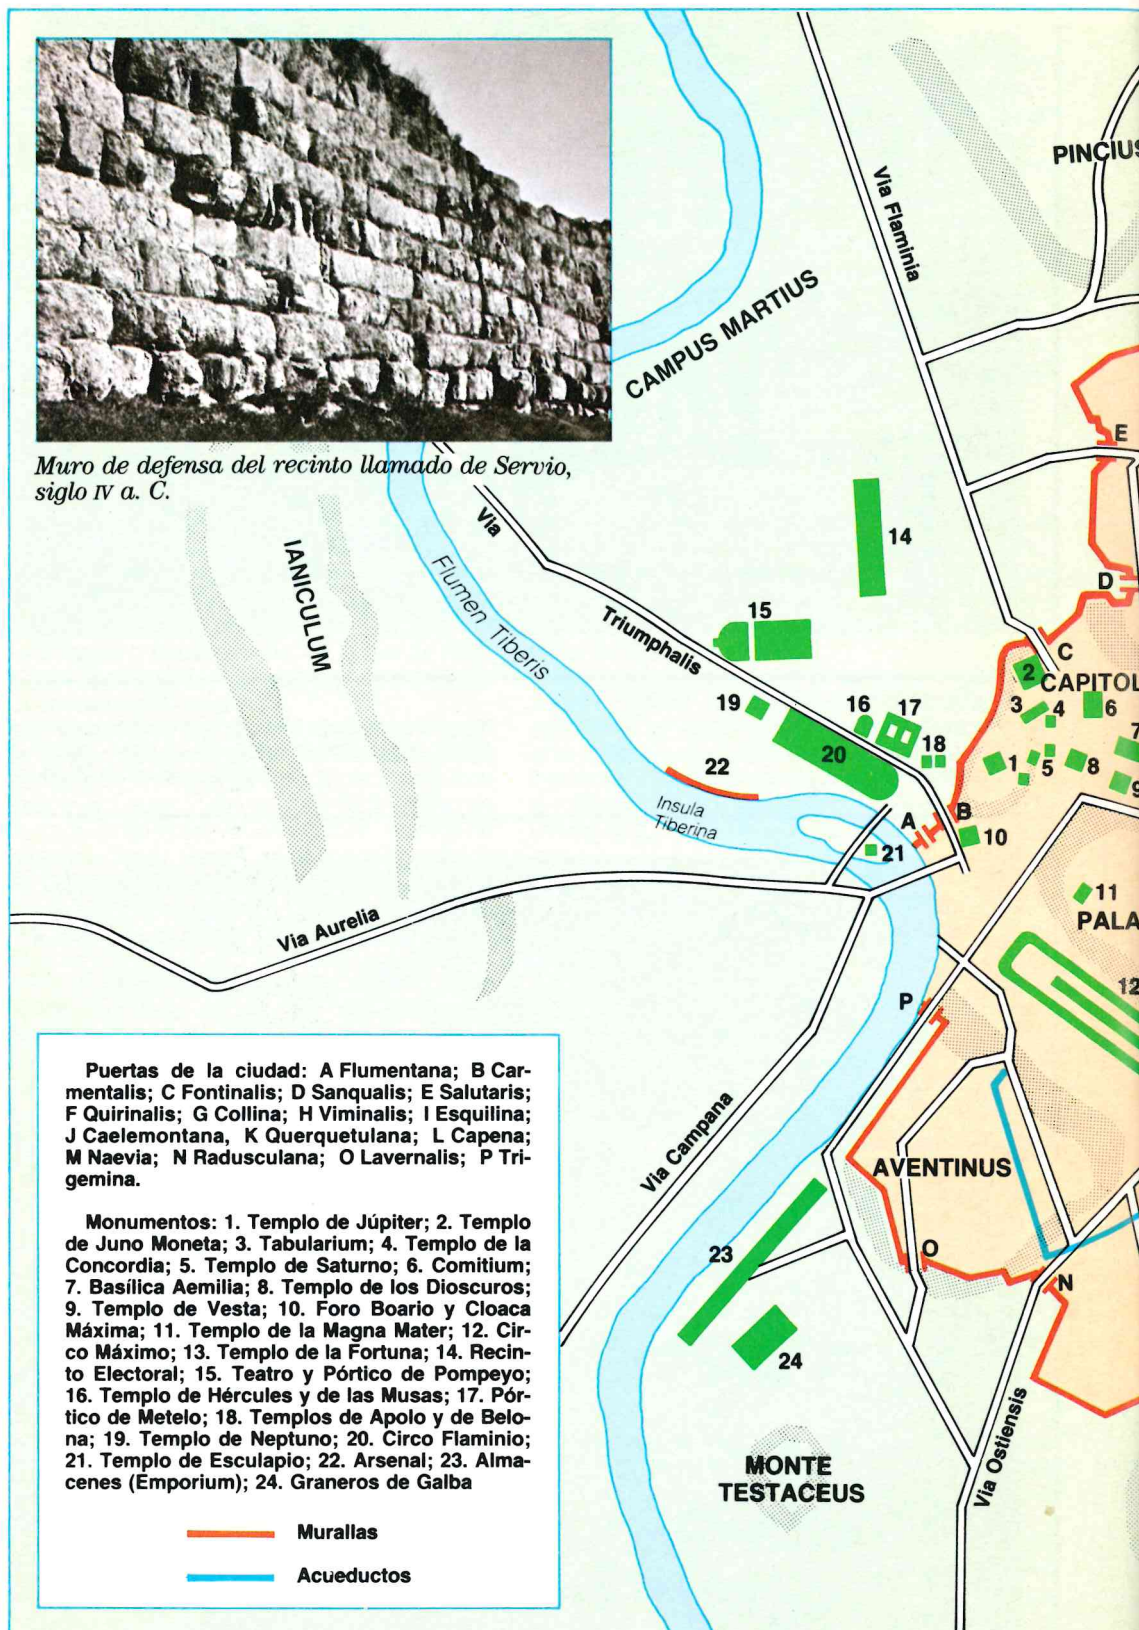 PINCIUS
Via Flaminia
CAMPUS MARTIUS
E
Muro de defensa del recinto llamado de Servio,
siglo IV a. C.
Via
14
IANICULUM
Flumen Tiberis
D
15
Triumphalis
C
2
CAPITOL
19
16
17
3
4
6
18
7
20
1
5
8
22
9
Insula
Tiberina
A
B
10
21
11
PALA
Via Aurelia
12
P
Puertas de la ciudad: A Flumentana; B Car-
mentalis; C Fontinalis; D Sanqualis; E Salutaris;
F Quirinalis; G Collina; H Viminalis; I Esquilina;
J Caelemontana, K Querquetulana; L Capena;
M Naevia; N Radusculana; O Lavernalis; P Tri-
gemina.
Via Campana
AVENTINUS
Monumentos: 1. Templo de Júpiter; 2. Templo
de Juno Moneta; 3. Tabularium; 4. Templo de la
Concordia; 5. Templo de Saturno; 6. Comitium;
7. Basílica Aemilia; 8. Templo de los Dioscuros;
9. Templo de Vesta; 10. Foro Boario y Cloaca
Máxima; 11. Templo de la Magna Mater; 12. Cir-
co Máximo; 13. Templo de la Fortuna; 14. Recin-
to Electoral; 15. Teatro y Pórtico de Pompeyo;
16. Templo de Hércules y de las Musas; 17. Pór-
tico de Metelo; 18. Templos de Apolo y de Belo-
na; 19. Templo de Neptuno; 20. Circo Flaminio;
21. Templo de Esculapio; 22. Arsenal; 23. Alma-
cenes (Emporium); 24. Graneros de Galba
23
O
N
24
Via Ostiensis
MONTE
TESTACEUS
Murallas
Acueductos